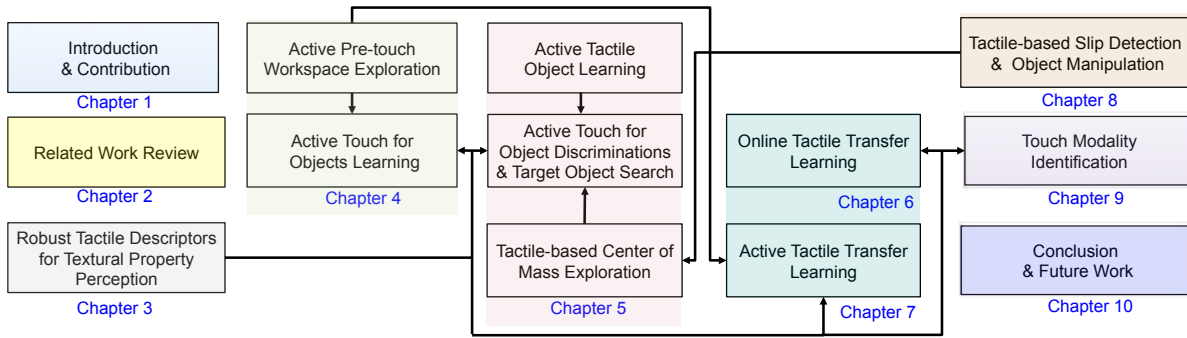 Introduction
& Contribution
Chapter 1
Related Work Review
Chapter 2
Robust Tactile Descriptors
for Textural Property
Perception
Chapter 3
Active Pre-touch
Workspace Exploration
Active Touch for
Objects Learning
Chapter 4
Active Tactile
Object Learning
Active Touch for
Object Discriminations
& Target Object Search
Tactile-based Center of
Mass Exploration
Chapter 5
Online Tactile Transfer
Learning
Chapter 6
Active Tactile Transfer
Learning
Chapter 7
Tactile-based Slip Detection
& Object Manipulation
Chapter 8
Touch Modality
Identification
Chapter 9
Conclusion
& Future Work
Chapter 10